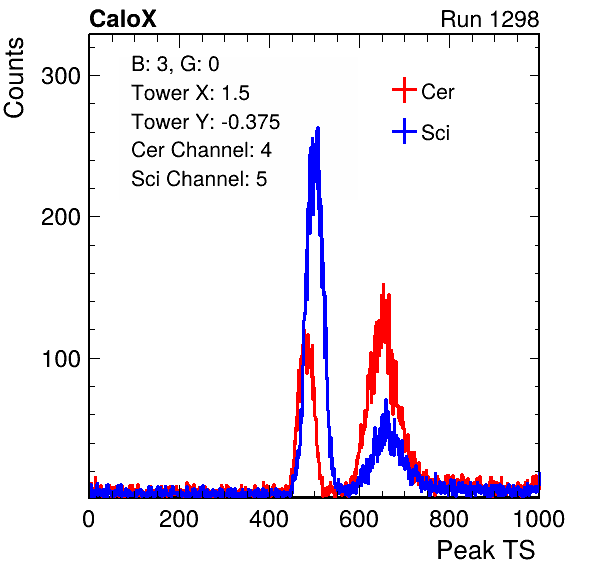 CaloX
Run 1298
Counts
B: 3, G: 0
Tower X: 1.5
Tower Y: -0.375
Cer Channel: 4
Sci Channel: 5
Cer
Sci
300
200
100
0 200 400 600 800 1000
Peak TS